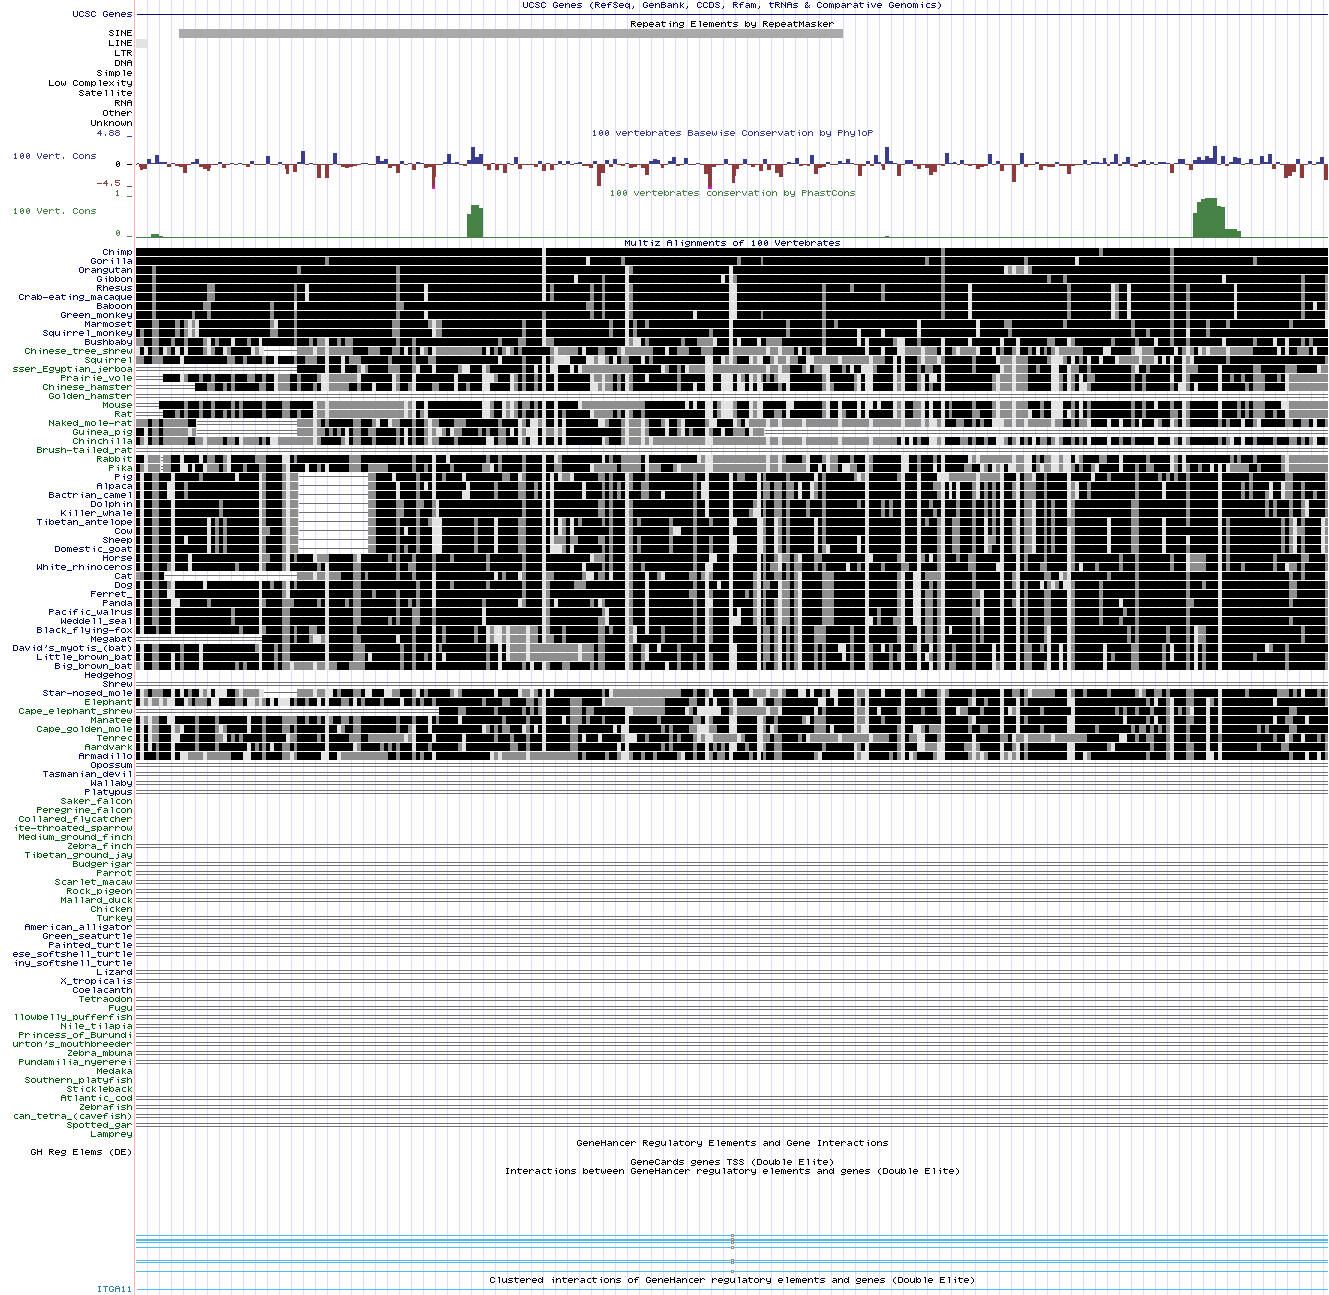 UCSC Genes (RefSeq, GenBank, CCDS, Rfam, tRNAs & Comparative Genomics)
UCSC Genes
Repeating Elements by RepeatMasker
SINE
LINE
LTR
DNA
Simple
Low Complexity
Satellite
RNA
Other
Unknown
100 vertebrates Basewise Conservation by PhyloP
4.88 _
100 Vert. Cons
0 -
-4.5 _
100 vertebrates conservation by PhastCons
1 _
100 Vert. Cons
0 _
Multiz Alignments of 100 Vertebrates
Chimp
Gorilla
Orangutan
Gibbon
Rhesus
Crab-eating_macaque
Baboon
Green_monkey
Marmoset
Squirrel_monkey
Bushbaby
Chinese_tree_shrew
Squirrel
sser_Egyptian_jerboa
Prairie_vole
Chinese_hamster
Golden_hamster
Mouse
Rat
Naked_mole-rat
Guinea_pig
Chinchilla
Brush-tailed_rat
Rabbit
Pika
Pig
Alpaca
Bactrian_camel
Dolphin
Killer_whale
Tibetan_antelope
Cow
Sheep
Domestic_goat
Horse
White_rhinoceros
Cat
Dog
Ferret_
Panda
Pacific_walrus
Weddell_seal
Black_flying-fox
Megabat
David's_myotis_(bat)
Little_brown_bat
Big_brown_bat
Hedgehog
Shrew
Star-nosed_mole
Elephant
Cape_elephant_shrew
Manatee
Cape_golden_mole
Tenrec
Aardvark
Armadillo
Opossum
Tasmanian_devil
Wallaby
Platypus
Saker_falcon
Peregrine_falcon
Collared_flycatcher
ite-throated_sparrow
Medium_ground_finch
Zebra_finch
Tibetan_ground_jay
Budgerigar
Parrot
Scarlet_macaw
Rock_pigeon
Mallard_duck
Chicken
Turkey
American_alligator
Green_seaturtle
Painted_turtle
ese_softshell_turtle
iny_softshell_turtle
Lizard
X_tropicalis
Coelacanth
Tetraodon
Fugu
llowbelly_pufferfish
Nile_tilapia
Princess_of_Burundi
urton's_mouthbreeder
Zebra_mbuna
Pundamilia_nyererei
Medaka
Southern_platyfish
Stickleback
Atlantic_cod
Zebrafish
can_tetra_(cavefish)
Spotted_gar
Lamprey
GeneHancer Regulatory Elements and Gene Interactions
GH Reg Elems (DE)
GeneCards genes TSS (Double Elite)
Interactions between GeneHancer regulatory elements and genes (Double Elite)
Clustered interactions of GeneHancer regulatory elements and genes (Double Elite)
ITGA11